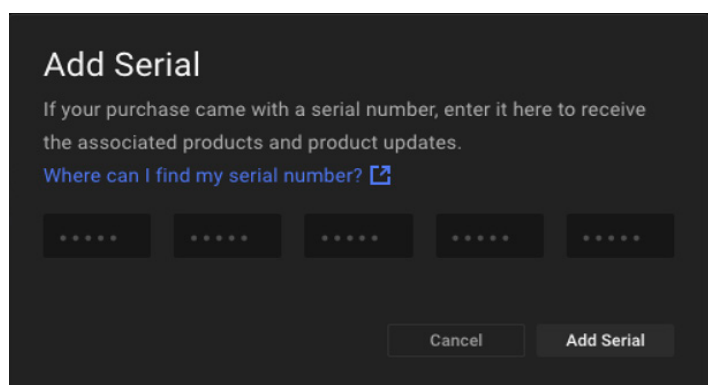 Add Serial
If your purchase came with a serial number, enter it here to receive
the associated products and product updates.
Where can I find my serial number?
••••• ••••• ••••• ••••• •••••
Cancel Add Serial